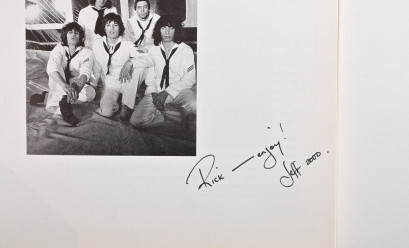 Rick — enjoy!
Jeff 2000.